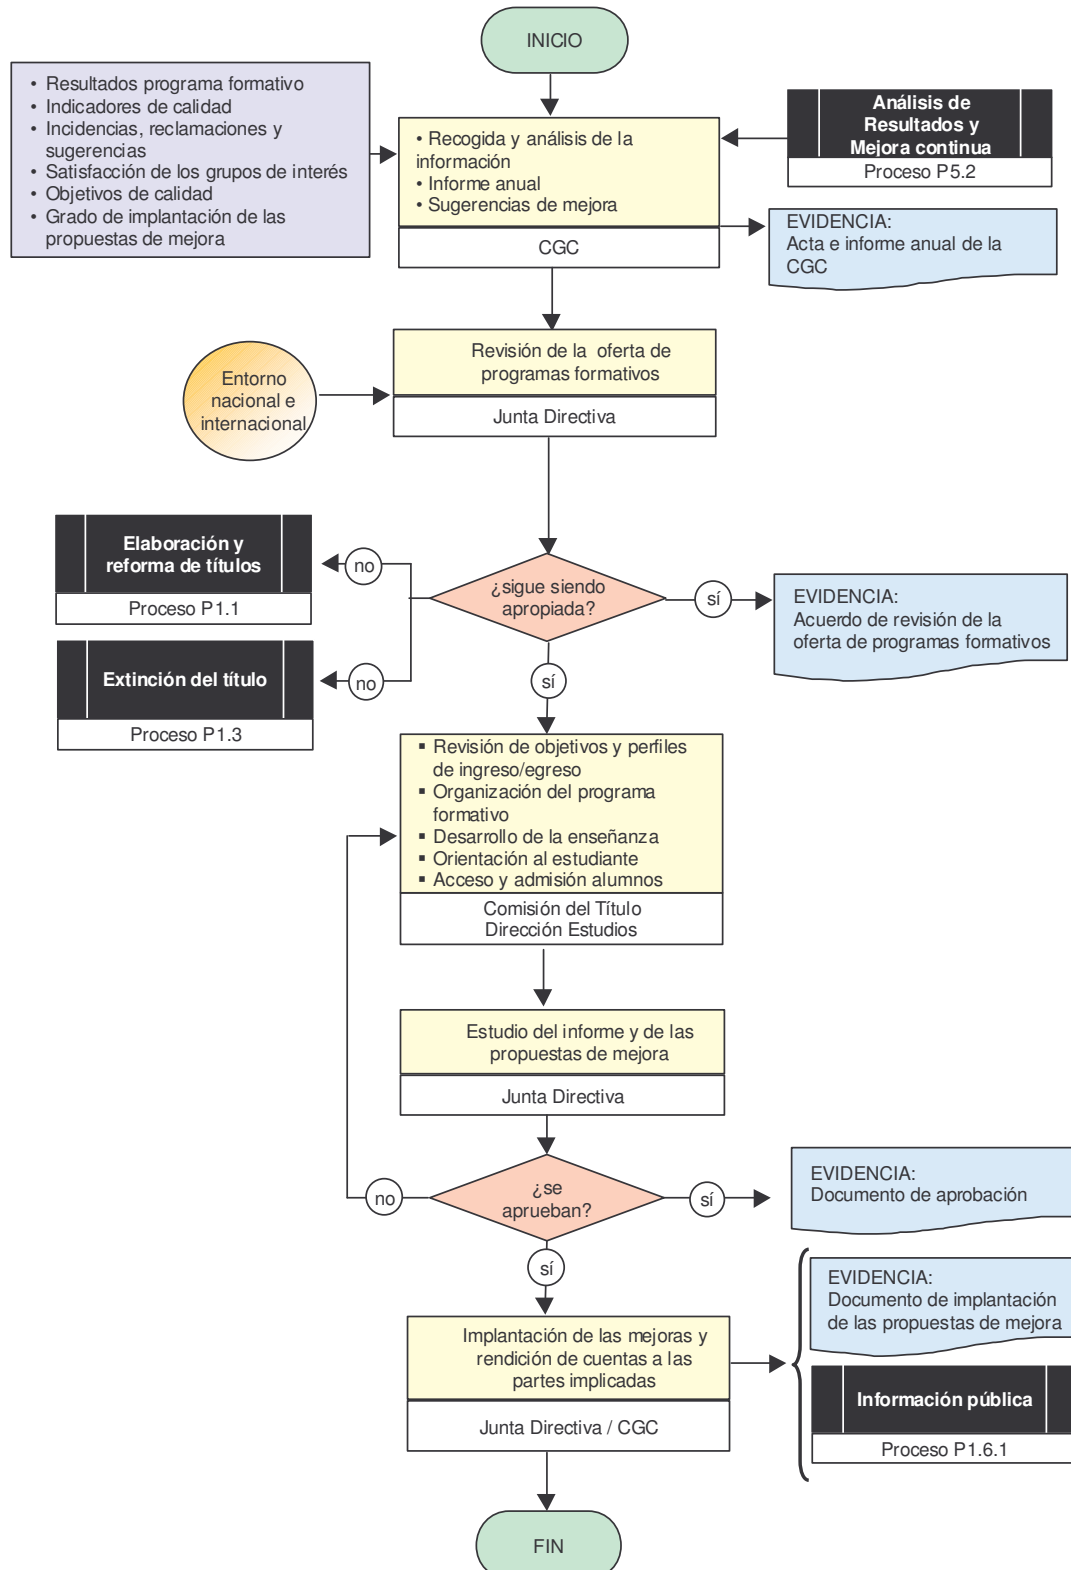 INICIO
• Resultados programa formativo
• Indicadores de calidad
• Incidencias, reclamaciones y
sugerencias
• Satisfacción de los grupos de interés
• Objetivos de calidad
• Grado de implantación de las
propuestas de mejora
• Recogida y análisis de la
información
• Informe anual
• Sugerencias de mejora
CGC
Análisis de
Resultados y
Mejora continua
Proceso P5.2
EVIDENCIA:
Acta e informe anual de la
CGC
Revisión de la oferta de
programas formativos
Junta Directiva
Entorno
nacional e
internacional
Elaboración y
reforma de títulos
Proceso P1.1
no
¿sigue siendo
apropiada?
sí
EVIDENCIA:
Acuerdo de revisión de la
oferta de programas formativos
Extinción del título
Proceso P1.3
no
sí
▪ Revisión de objetivos y perfiles
de ingreso/egreso
▪ Organización del programa
formativo
▪ Desarrollo de la enseñanza
▪ Orientación al estudiante
▪ Acceso y admisión alumnos
Comisión del Título
Dirección Estudios
Estudio del informe y de las
propuestas de mejora
Junta Directiva
no
¿se
aprueban?
sí
EVIDENCIA:
Documento de aprobación
sí
EVIDENCIA:
Documento de implantación
de las propuestas de mejora
Implantación de las mejoras y
rendición de cuentas a las
partes implicadas
Junta Directiva / CGC
Información pública
Proceso P1.6.1
FIN